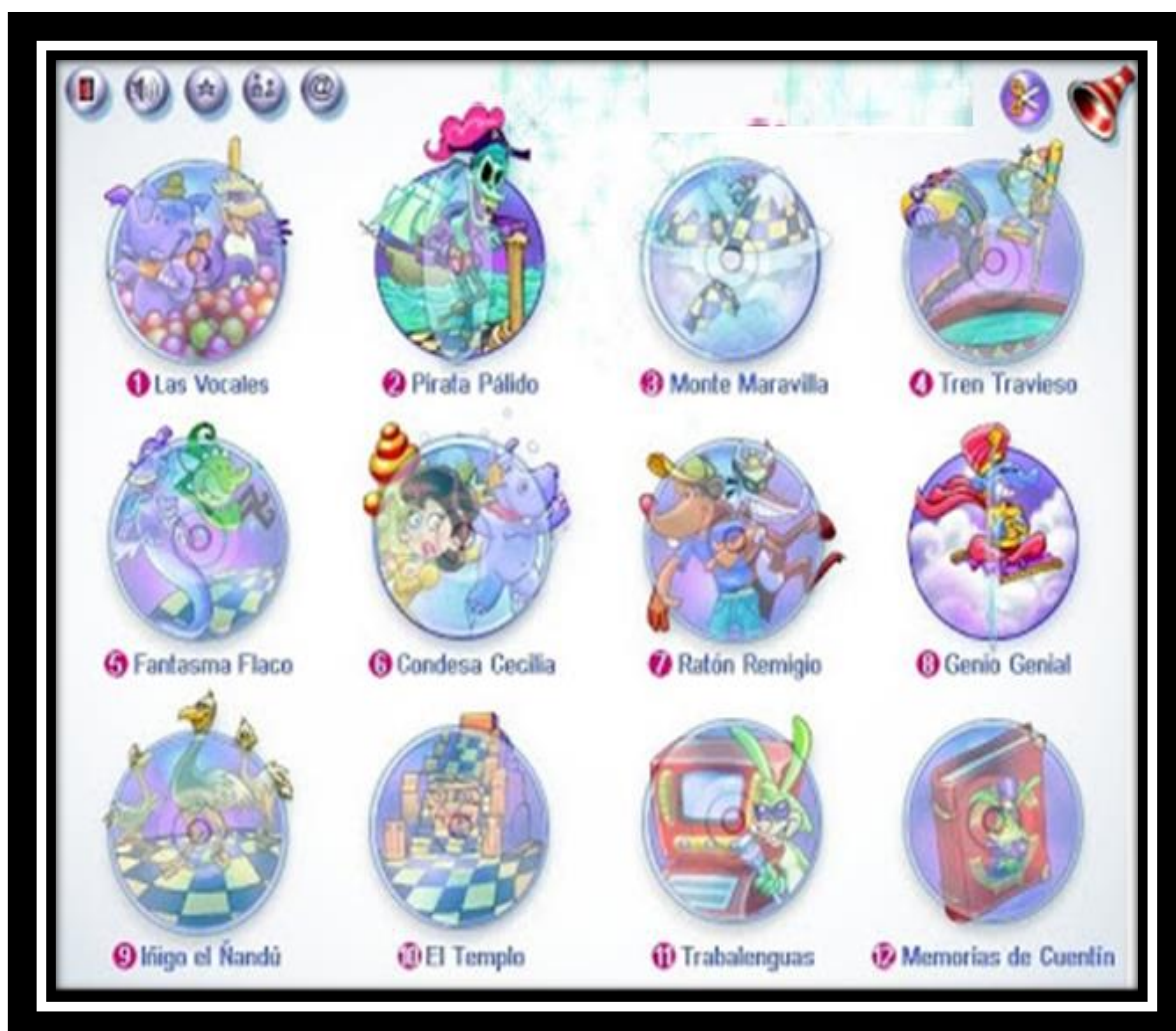 @
1 Las Vocales
2 Pirata Pálido
3 Monte Maravilla
4 Tren Travieso
5 Fantasma Flaco
6 Condesa Cecilia
7 Ratón Remigio
8 Genio Genial
9 Iñigo el Ñandú
10 El Templo
11 Trabalenguas
12 Memorias de Cuentín